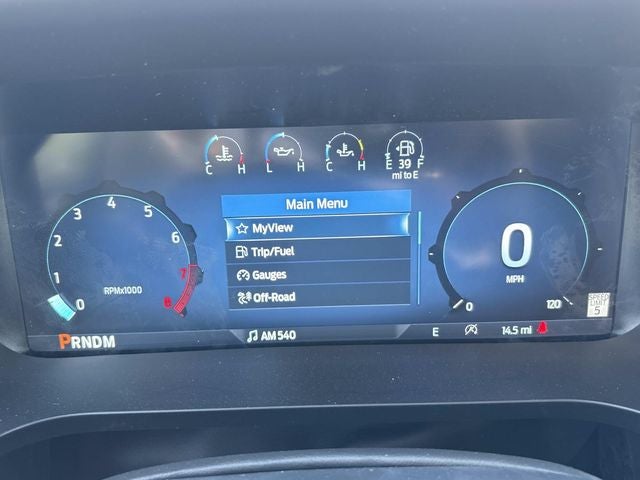 C H
L H
C H
E 39 F
mi to E
Main Menu
MyView
Trip/Fuel
Gauges
Off-Road
0 1 2 3 4 5 6 7 8
RPMx1000
0
MPH
0 120
SPEED
LIMIT
5
PRNDM
AM 540
E
14.5 mi